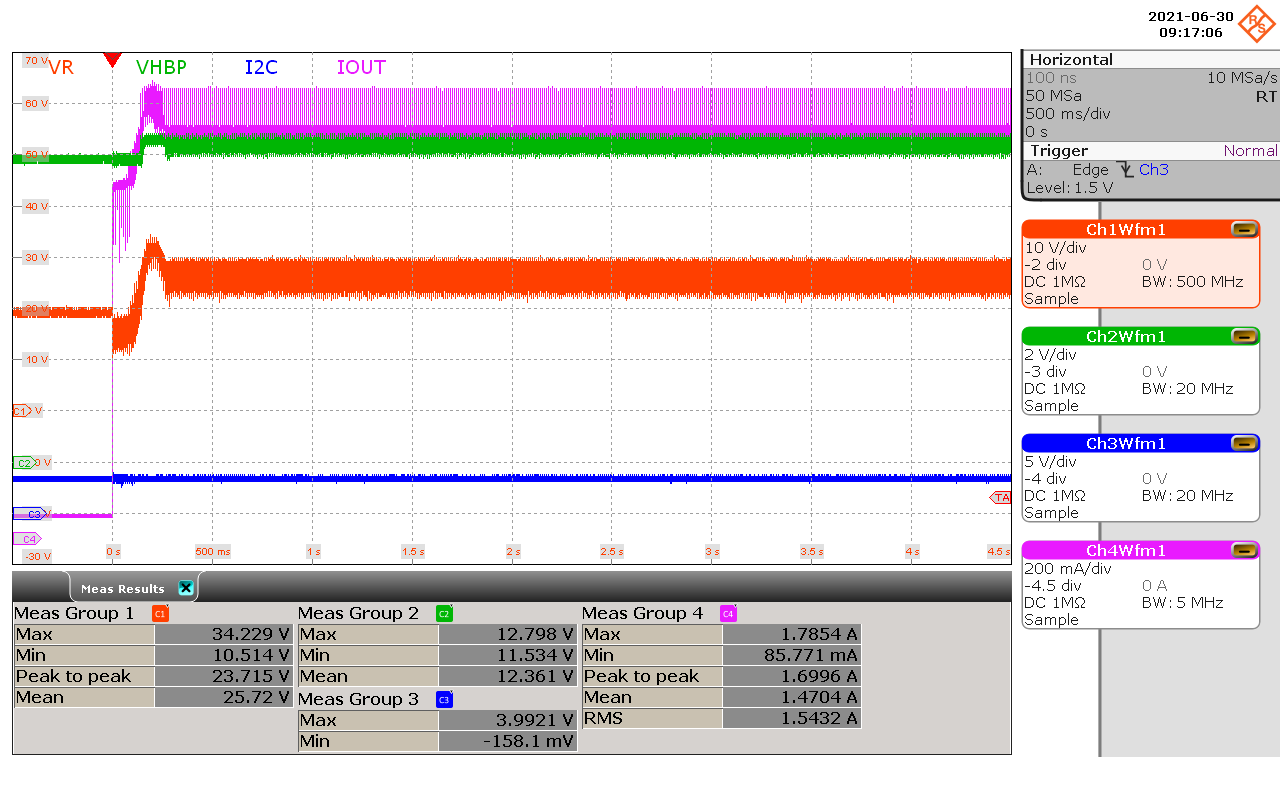 2021-06-30
09:17:06
R S
Horizontal
100 ns 10 MSa/s
50 MSa RT
500 ms/div
0 s
Trigger Normal
A: Edge Ch3
Level: 1.5 V
VR VHBP I2C IOUT
70 V
60 V
50 V
40 V
30 V
20 V
10 V
C1 V
C2 0 V
C3 V
TA
C4
-30 V
0 s 500 ms 1 s 1.5 s 2 s 2.5 s 3 s 3.5 s 4 s 4.5 s
Ch1Wfm1
10 V/div
-2 div 0 V
DC 1MΩ BW: 500 MHz
Sample
Ch2Wfm1
2 V/div
-3 div 0 V
DC 1MΩ BW: 20 MHz
Sample
Ch3Wfm1
5 V/div
-4 div 0 V
DC 1MΩ BW: 20 MHz
Sample
Ch4Wfm1
200 mA/div
-4.5 div 0 A
DC 1MΩ BW: 5 MHz
Sample
Meas Results
Meas Group 1 C1
Max 34.229 V
Min 10.514 V
Peak to peak 23.715 V
Mean 25.72 V
Meas Group 2 C2
Max 12.798 V
Min 11.534 V
Mean 12.361 V
Meas Group 3 C3
Max 3.9921 V
Min -158.1 mV
Meas Group 4 C4
Max 1.7854 A
Min 85.771 mA
Peak to peak 1.6996 A
Mean 1.4704 A
RMS 1.5432 A